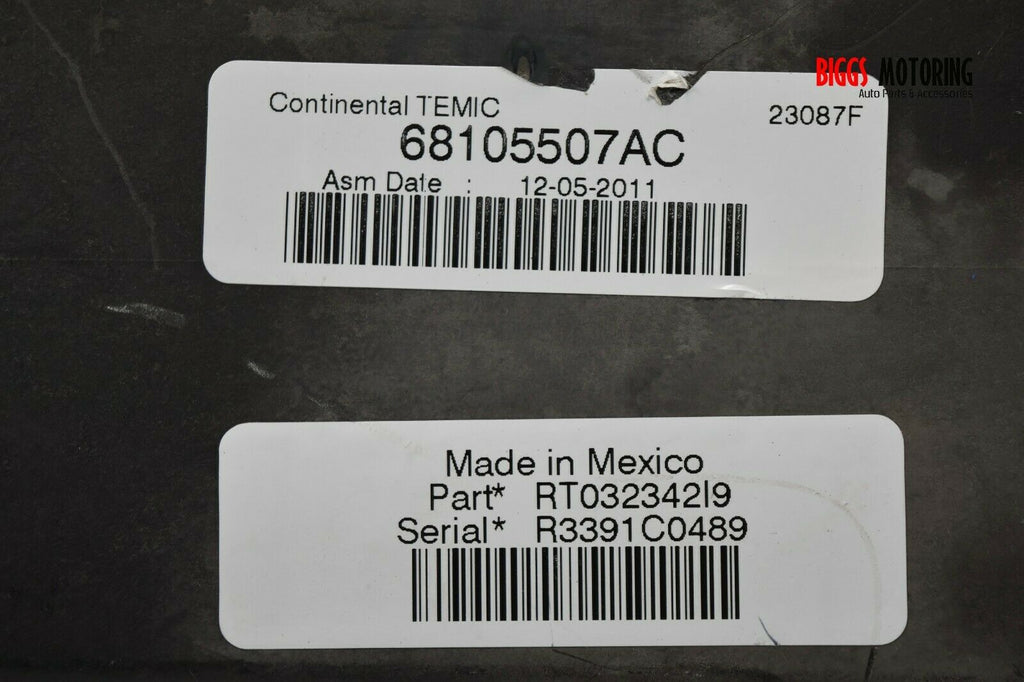 BIGGS MOTORING
Auto Parts & Accessories
Continental TEMIC
23087F
68105507AC
Asm Date : 12-05-2011
Made in Mexico
Part* RT032342I9
Serial* R3391C0489